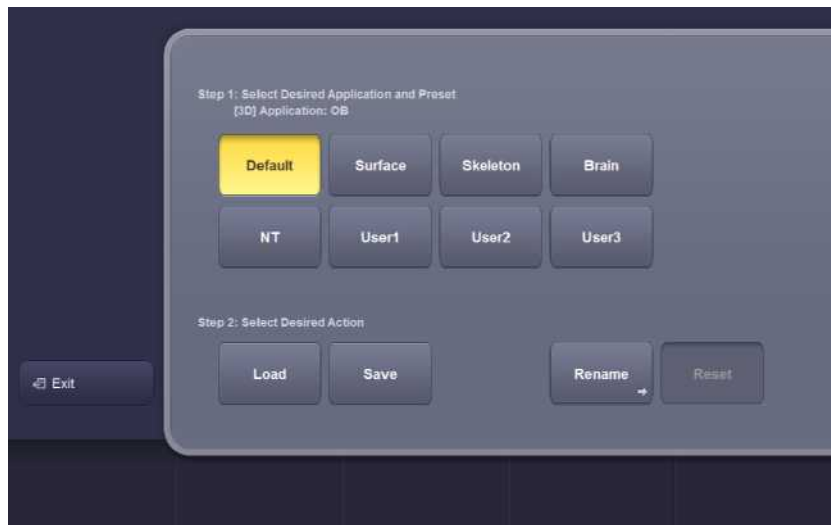 Step 1: Select Desired Application and Preset
[3D] Application: OB
Default Surface Skeleton Brain
NT User1 User2 User3
Step 2: Select Desired Action
Load Save Rename Reset
Exit